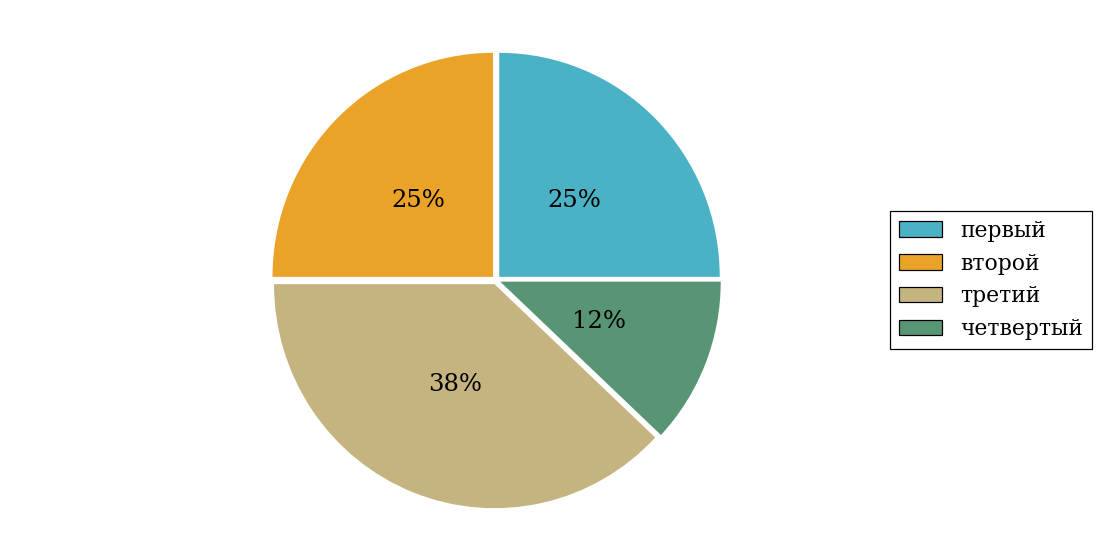 25%
25%
12%
38%
первый
второй
третий
четвертый